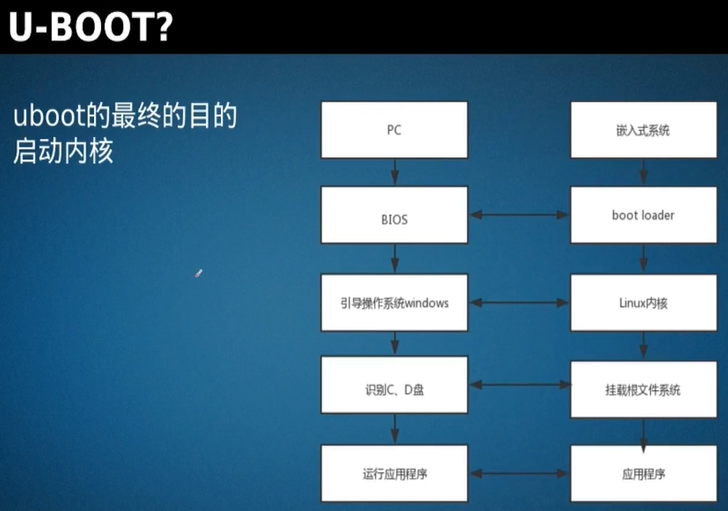 U-BOOT?
uboot的最终的目的
启动内核
PC
嵌入式系统
BIOS
boot loader
引导操作系统windows
Linux内核
识别C、D盘
挂载根文件系统
运行应用程序
应用程序